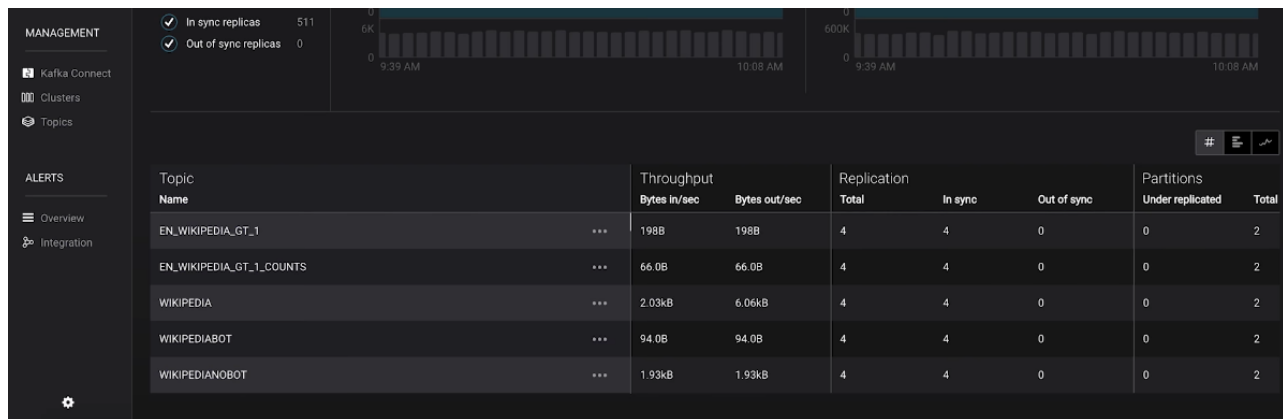 MANAGEMENT
Kafka Connect
Clusters
Topics
ALERTS
Overview
Integration
In sync replicas 511
Out of sync replicas 0
0
6K
0
9:39 AM 10:08 AM
0
600K
0
9:39 AM 10:08 AM
#
Topic Throughput Replication Partitions
Name Bytes in/sec Bytes out/sec Total In sync Out of sync Under replicated Total
EN_WIKIPEDIA_GT_1 ••• 198B 198B 4 4 0 0 2
EN_WIKIPEDIA_GT_1_COUNTS ••• 66.0B 66.0B 4 4 0 0 2
WIKIPEDIA ••• 2.03kB 6.06kB 4 4 0 0 2
WIKIPEDIABOT ••• 94.0B 94.0B 4 4 0 0 2
WIKIPEDIANOBOT ••• 1.93kB 1.93kB 4 4 0 0 2